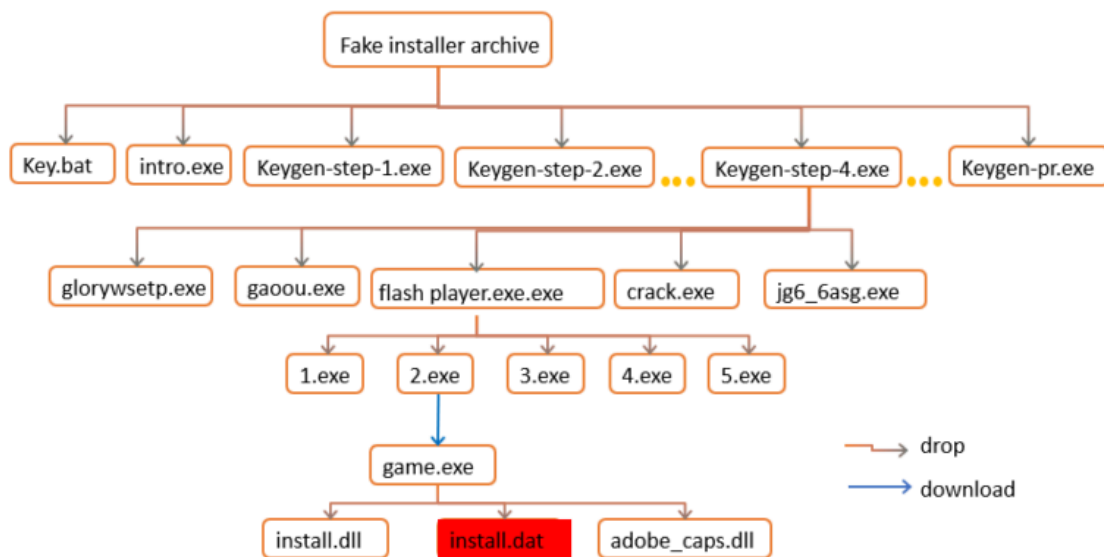 Fake installer archive
Key.bat
intro.exe
Keygen-step-1.exe
Keygen-step-2.exe
Keygen-step-4.exe
Keygen-pr.exe
glorywsetp.exe
gaoou.exe
flash player.exe.exe
crack.exe
jg6_6asg.exe
1.exe
2.exe
3.exe
4.exe
5.exe
drop
game.exe
download
install.dll
install.dat
adobe_caps.dll